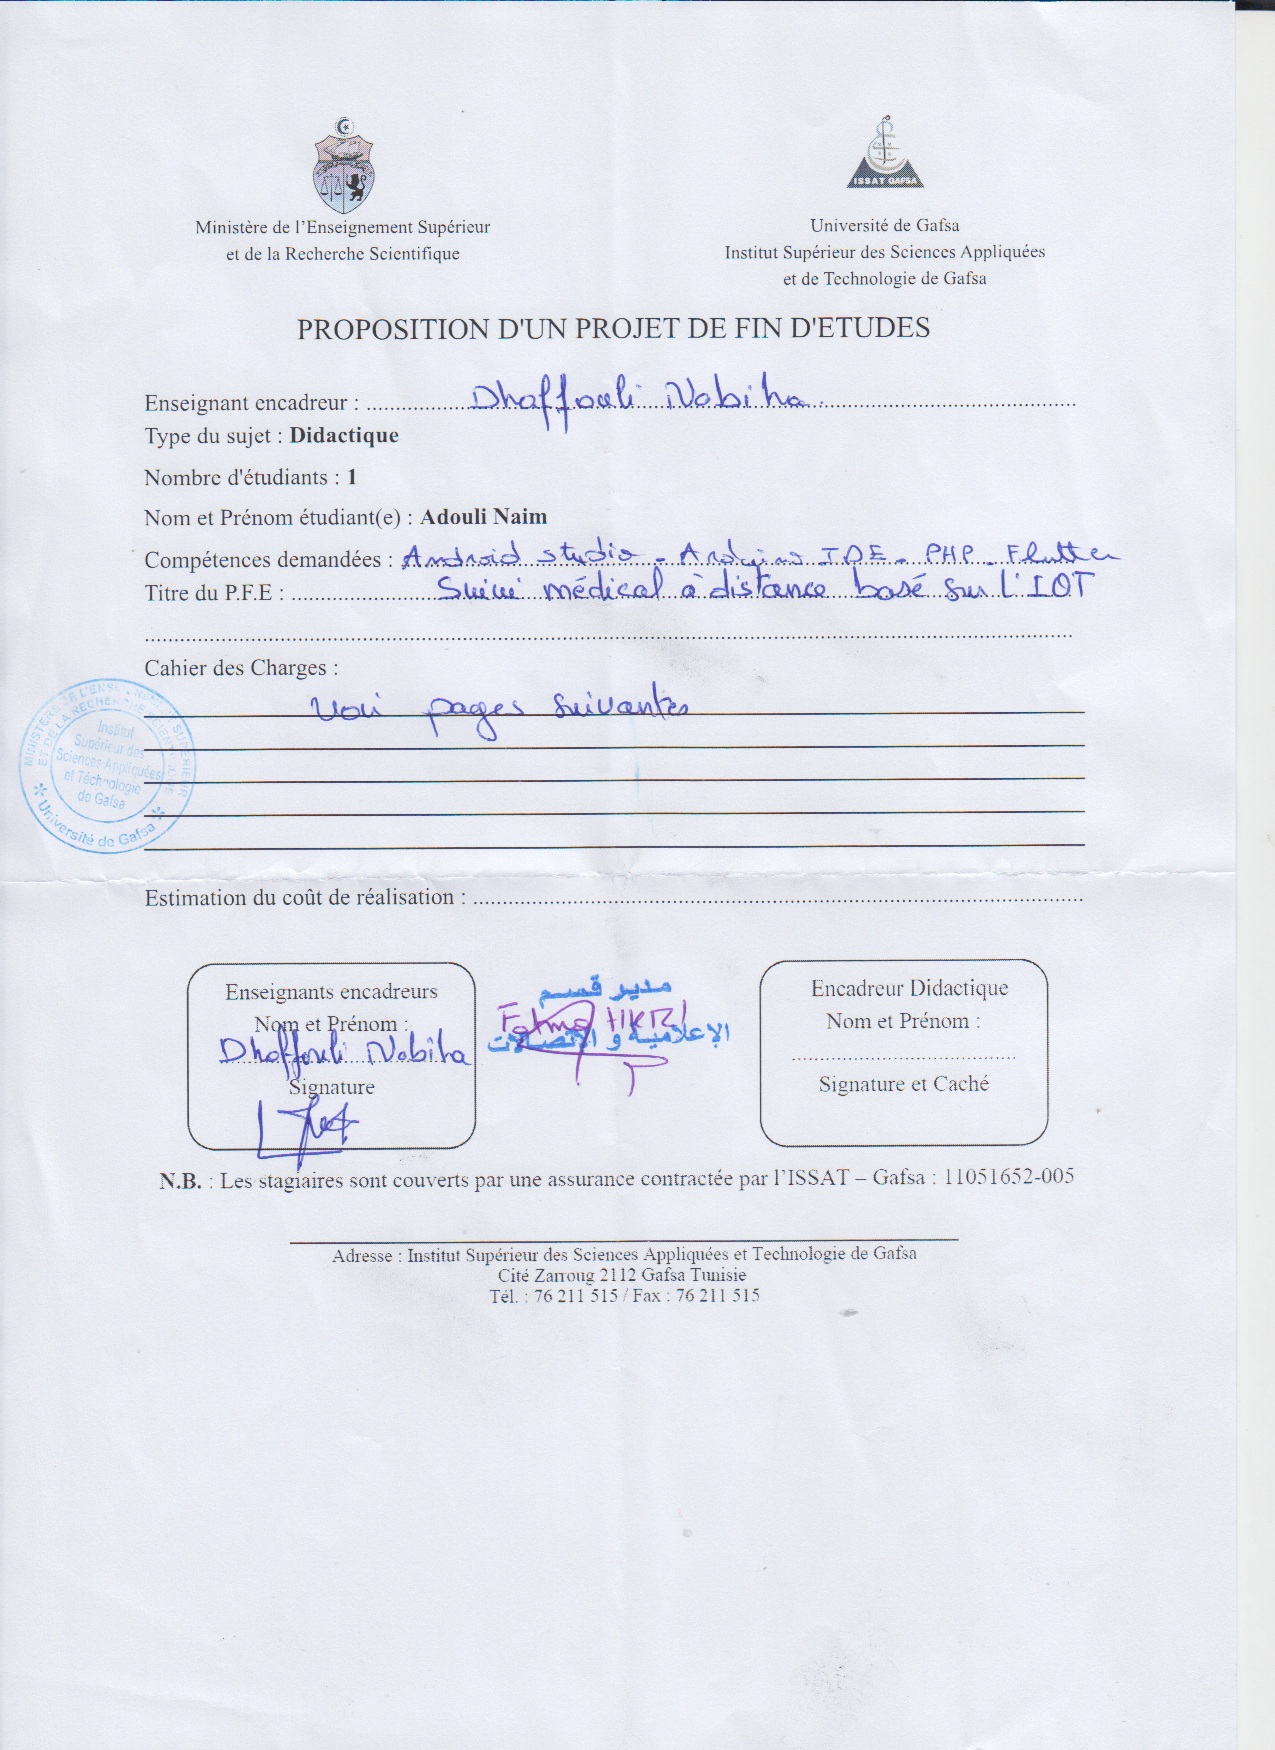 ISSAT GAFSA
Ministère de l'Enseignement Supérieur
et de la Recherche Scientifique
Université de Gafsa
Institut Supérieur des Sciences Appliquées
et de Technologie de Gafsa
PROPOSITION D'UN PROJET DE FIN D'ETUDES
Enseignant encadreur : Dhaffouli Nabiha
Type du sujet : Didactique
Nombre d'étudiants : 1
Nom et Prénom étudiant(e) : Adouli Naim
Compétences demandées : Android studio - Arduino IDE - PHP - Flutter
Titre du P.F.E : Suivi médical à distance basé sur l'IOT
Cahier des Charges :
Voir pages suivantes
MINISTERE DE L'ENSEIGNEMENT SUPERIEUR
ET DE LA RECHERCHE SCIENTIFIQUE
Institut
Supérieur des
Sciences Appliquées
et Téchnologie
de Gafsa
Université de Gafsa
Estimation du coût de réalisation :
Enseignants encadreurs
Nom et Prénom :
Dhaffouli Nabiha
Signature
مدير قسم
الإعلامية و الاتصالات
Encadreur Didactique
Nom et Prénom :
Signature et Caché
N.B. : Les stagiaires sont couverts par une assurance contractée par l'ISSAT – Gafsa : 11051652-005
Adresse : Institut Supérieur des Sciences Appliquées et Technologie de Gafsa
Cité Zarroug 2112 Gafsa Tunisie
Tél. : 76 211 515 / Fax : 76 211 515